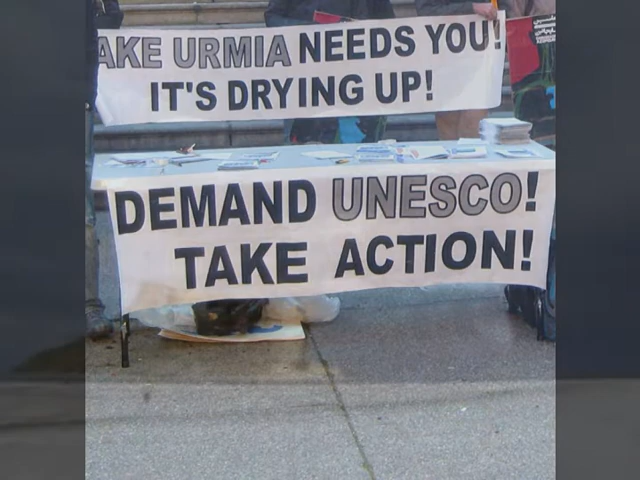 AKE URMIA NEEDS YOU!
IT'S DRYING UP!
DEMAND UNESCO!
TAKE ACTION!